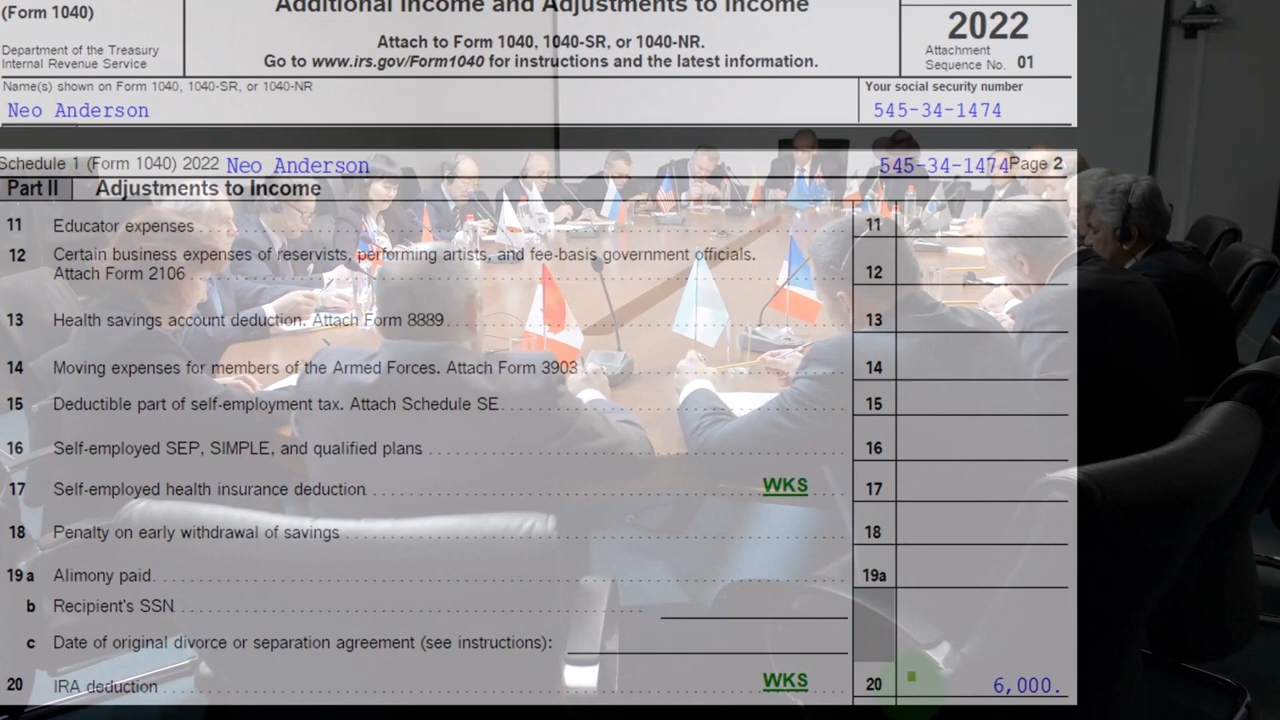 (Form 1040)
Additional Income and Adjustments to Income
2022
Department of the Treasury
Internal Revenue Service
Attach to Form 1040, 1040-SR, or 1040-NR.
Go to www.irs.gov/Form1040 for instructions and the latest information.
Attachment
Sequence No. 01
Name(s) shown on Form 1040, 1040-SR, or 1040-NR
Your social security number
Neo Anderson
545-34-1474
Schedule 1 (Form 1040) 2022 Neo Anderson 545-34-1474 Page 2
Part II Adjustments to Income
11 Educator expenses 11
12 Certain business expenses of reservists, performing artists, and fee-basis government officials.
Attach Form 2106 12
13 Health savings account deduction. Attach Form 8889 13
14 Moving expenses for members of the Armed Forces. Attach Form 3903 14
15 Deductible part of self-employment tax. Attach Schedule SE 15
16 Self-employed SEP, SIMPLE, and qualified plans 16
17 Self-employed health insurance deduction WKS 17
18 Penalty on early withdrawal of savings 18
19a Alimony paid 19a
b Recipient's SSN
c Date of original divorce or separation agreement (see instructions):
20 IRA deduction WKS 20 6,000.